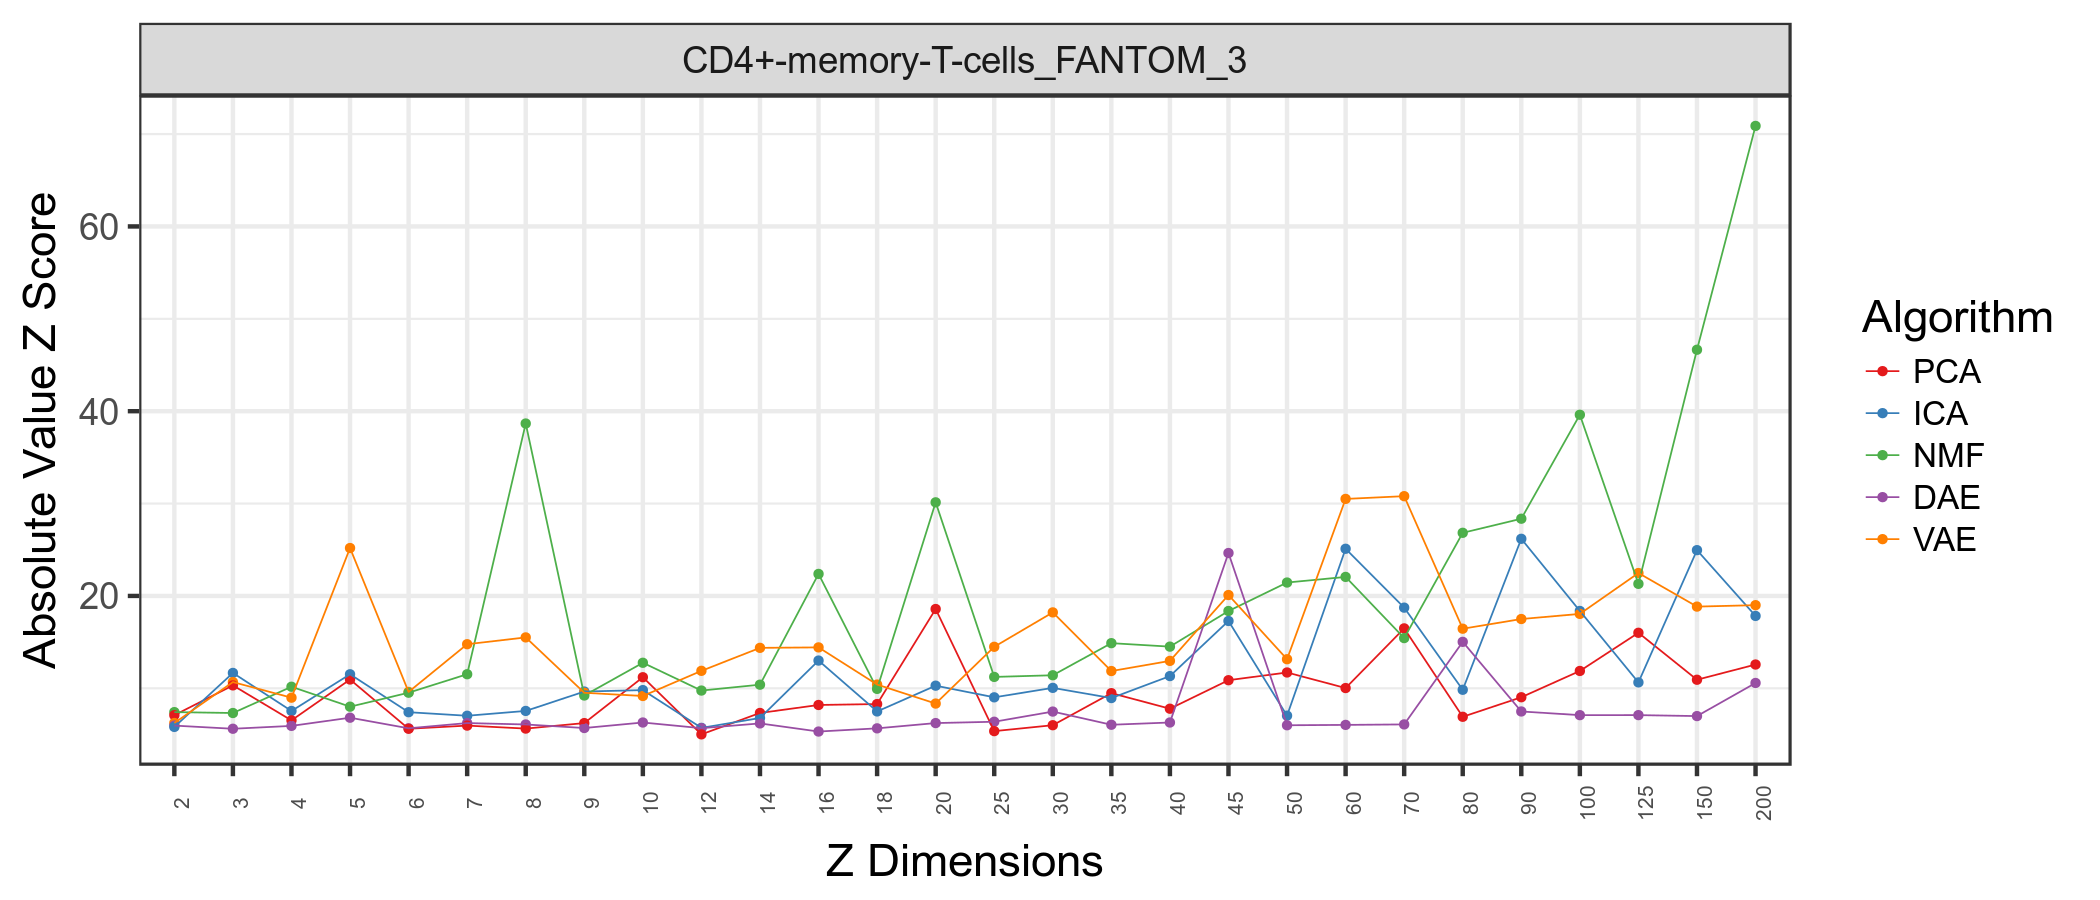 CD4+-memory-T-cells_FANTOM_3
Absolute Value Z Score
60
40
20
2 3 4 5 6 7 8 9 10 12 14 16 18 20 25 30 35 40 45 50 60 70 80 90 100 125 150 200
Z Dimensions
Algorithm
PCA
ICA
NMF
DAE
VAE